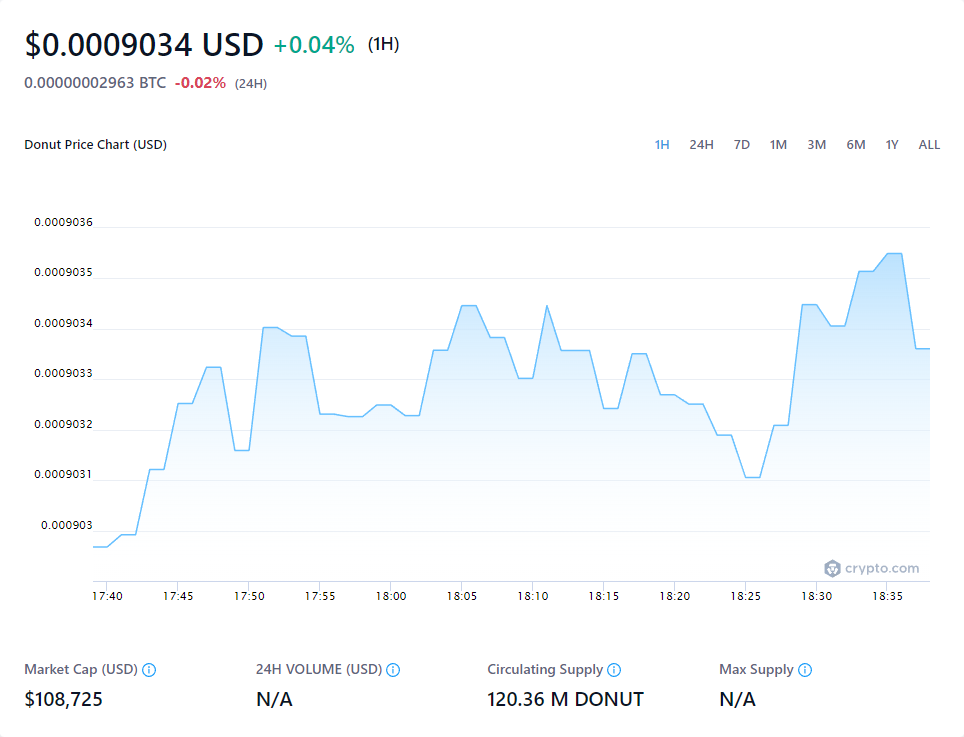 $0.0009034 USD +0.04% (1H)
0.00000002963 BTC -0.02% (24H)
Donut Price Chart (USD)
1H 24H 7D 1M 3M 6M 1Y ALL
0.0009036
0.0009035
0.0009034
0.0009033
0.0009032
0.0009031
0.000903
crypto.com
17:40 17:45 17:50 17:55 18:00 18:05 18:10 18:15 18:20 18:25 18:30 18:35
Market Cap (USD) 24H VOLUME (USD) Circulating Supply Max Supply
$108,725 N/A 120.36 M DONUT N/A